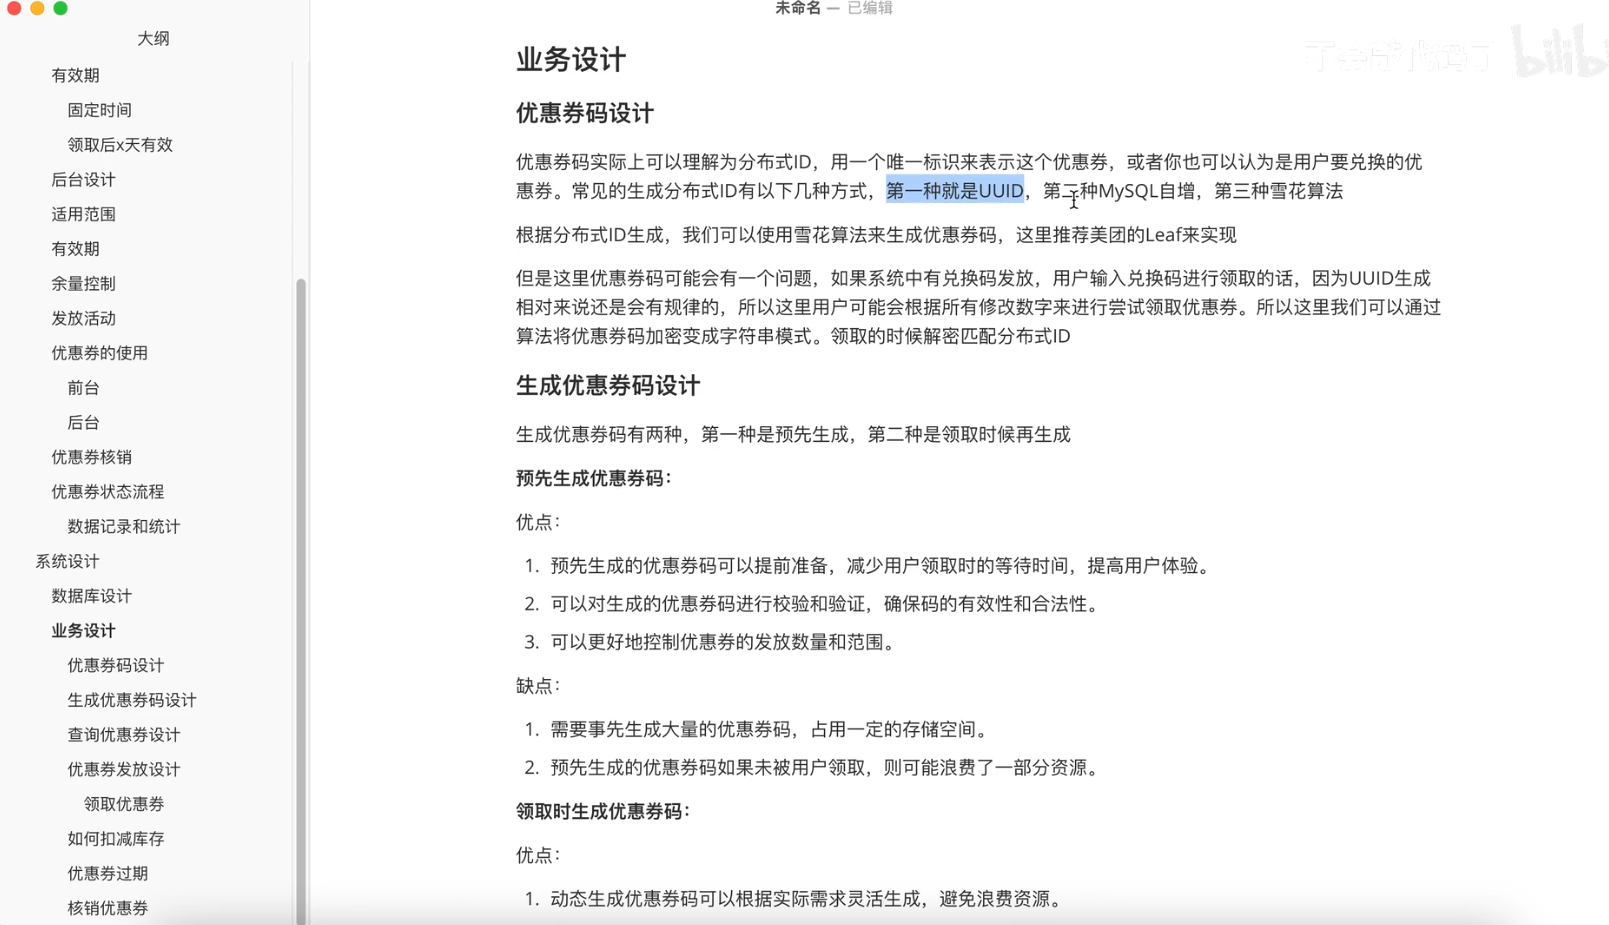 未命名 — 已编辑
大纲
有效期
固定时间
领取后x天有效
后台设计
适用范围
有效期
余量控制
发放活动
优惠券的使用
前台
后台
优惠券核销
优惠券状态流程
数据记录和统计
系统设计
数据库设计
业务设计
优惠券码设计
生成优惠券码设计
查询优惠券设计
优惠券发放设计
领取优惠券
如何扣减库存
优惠券过期
核销优惠券
业务设计
优惠券码设计
优惠券码实际上可以理解为分布式ID，用一个唯一标识来表示这个优惠券，或者你也可以认为是用户要兑换的优
惠券。常见的生成分布式ID有以下几种方式，第一种就是UUID，第二种MySQL自增，第三种雪花算法
根据分布式ID生成，我们可以使用雪花算法来生成优惠券码，这里推荐美团的Leaf来实现
但是这里优惠券码可能会有一个问题，如果系统中有兑换码发放，用户输入兑换码进行领取的话，因为UUID生成
相对来说还是会有规律的，所以这里用户可能会根据所有修改数字来进行尝试领取优惠券。所以这里我们可以通过
算法将优惠券码加密变成字符串模式。领取的时候解密匹配分布式ID
生成优惠券码设计
生成优惠券码有两种，第一种是预先生成，第二种是领取时候再生成
预先生成优惠券码：
优点：
1. 预先生成的优惠券码可以提前准备，减少用户领取时的等待时间，提高用户体验。
2. 可以对生成的优惠券码进行校验和验证，确保码的有效性和合法性。
3. 可以更好地控制优惠券的发放数量和范围。
缺点：
1. 需要事先生成大量的优惠券码，占用一定的存储空间。
2. 预先生成的优惠券码如果未被用户领取，则可能浪费了一部分资源。
领取时生成优惠券码：
优点：
1. 动态生成优惠券码可以根据实际需求灵活生成，避免浪费资源。